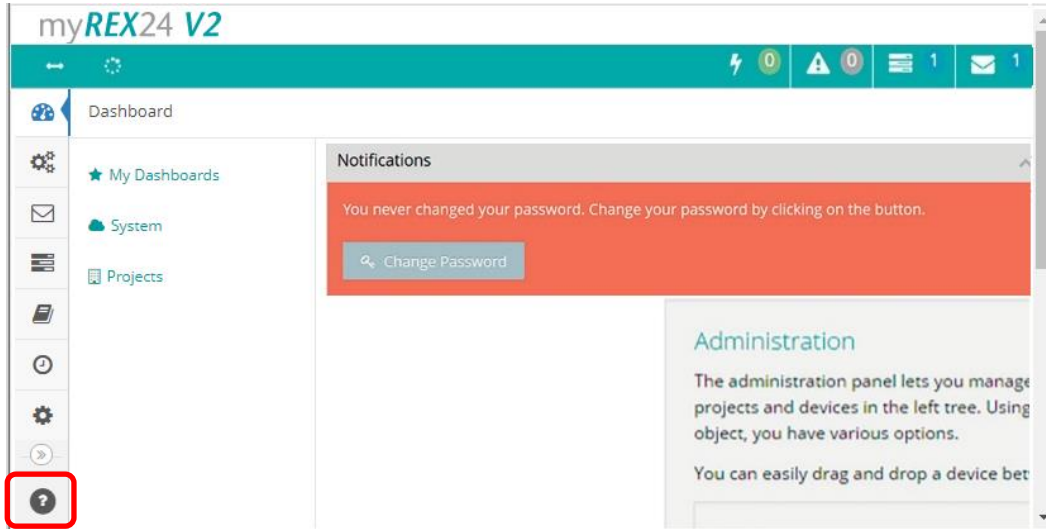 myREX24 V2
0 0 1 1
Dashboard
My Dashboards
System
Projects
Notifications
You never changed your password. Change your password by clicking on the button.
Change Password
Administration
The administration panel lets you manage
projects and devices in the left tree. Using
object, you have various options.
You can easily drag and drop a device bet
?